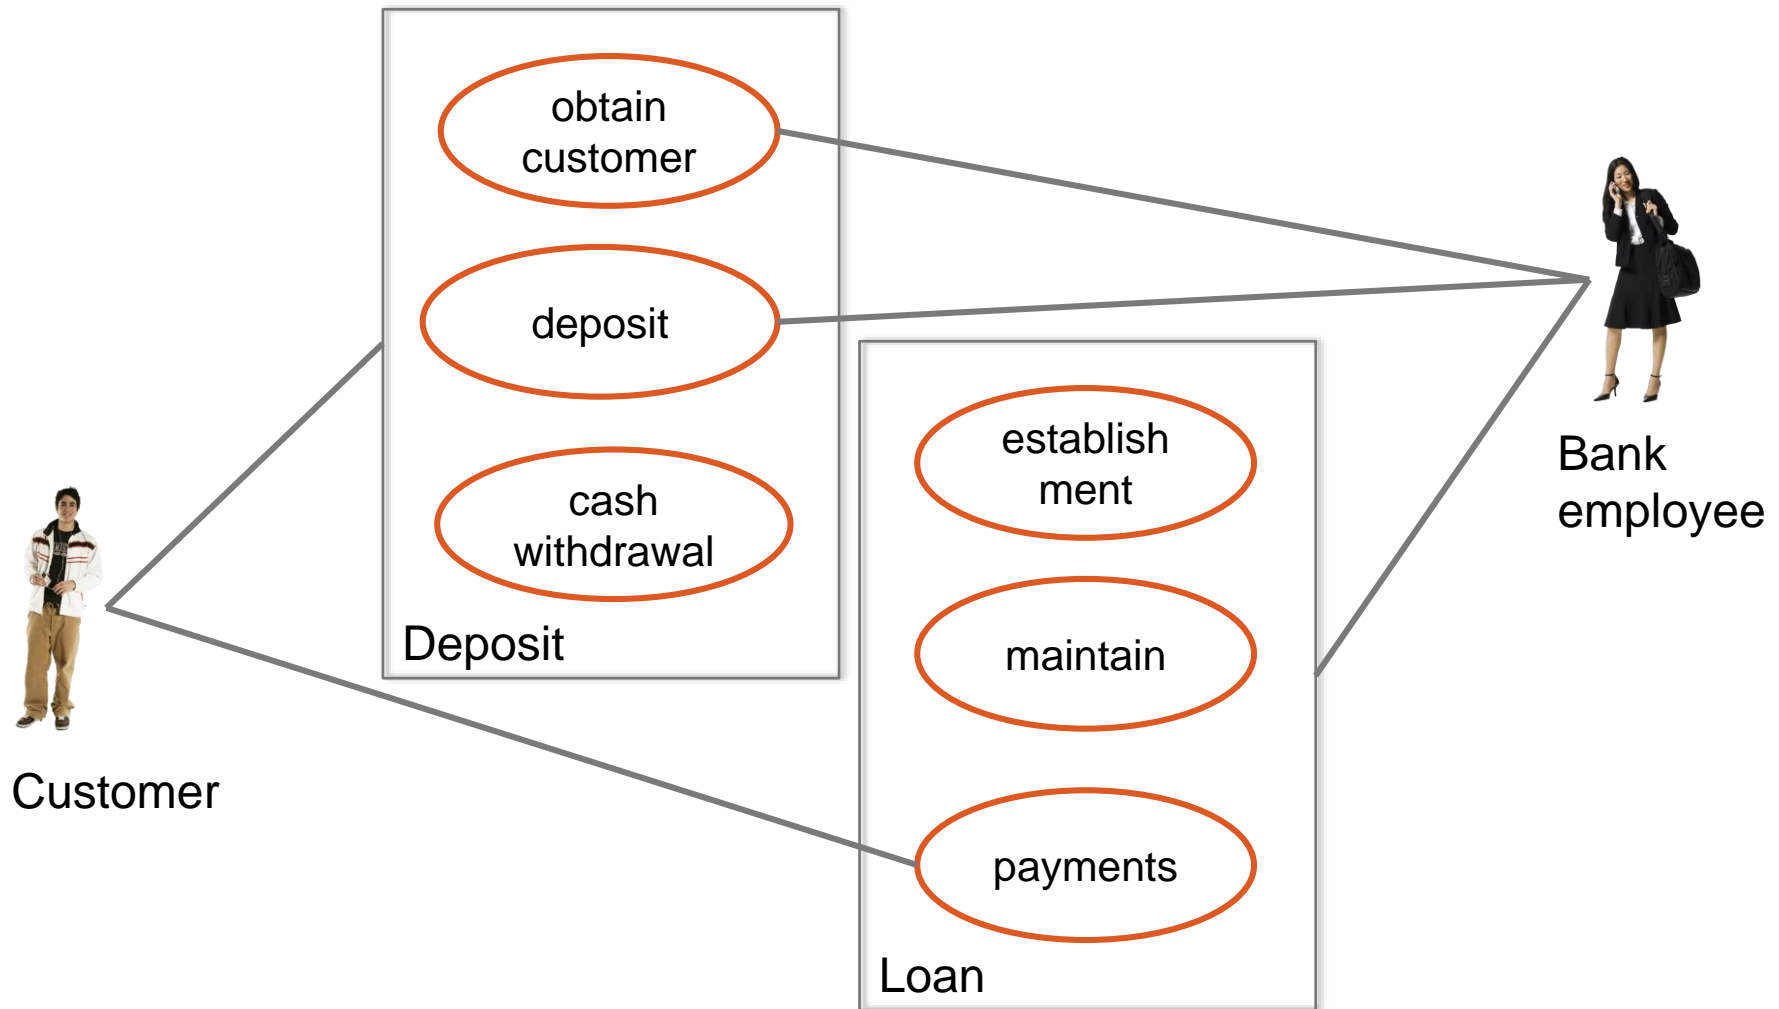 obtain
customer
deposit
cash
withdrawal
Deposit
establish
ment
maintain
payments
Loan
Customer
Bank
employee